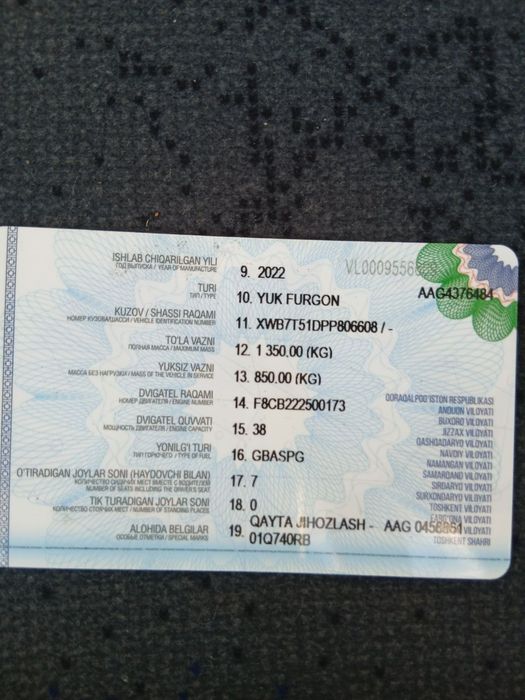 ISHLAB CHIQARILGAN YILI 9. 2022 VL0009556
ГОД ВЫПУСКА / YEAR OF MANUFACTURE
TURI 10. YUK FURGON AAG4376484
ТИП / TYPE
KUZOV / SHASSI RAQAMI 11. XWB7T51DPP806608 / -
НОМЕР КУЗОВА/ШАССИ / VEHICLE IDENTIFICATION NUMBER
TO'LA VAZNI 12. 1 350.00 (KG)
ПОЛНАЯ МАССА / MAXIMUM MASS
YUKSIZ VAZNI 13. 850.00 (KG)
МАССА БЕЗ НАГРУЗКИ / MASS OF THE VEHICLE IN SERVICE
DVIGATEL RAQAMI 14. F8CB222500173
НОМЕР ДВИГАТЕЛЯ / ENGINE NUMBER
QORAQALPOG'ISTON RESPUBLIKASI
ANDIJON VILOYATI
DVIGATEL QUVVATI 15. 38
МОЩНОСТЬ ДВИГАТЕЛЯ / ENGINE CAPACITY
BUXORO VILOYATI
JIZZAX VILOYATI
QASHQADARYO VILOYATI
YONILG'I TURI 16. GBASPG
ТИП ГОРЮЧЕГО / TYPE OF FUEL
NAVOIY VILOYATI
NAMANGAN VILOYATI
O'TIRADIGAN JOYLAR SONI (HAYDOVCHI BILAN) 17. 7
КОЛИЧЕСТВО СИДЯЧИХ МЕСТ ВМЕСТЕ С ВОДИТЕЛЕМ
NUMBER OF SEATS INCLUDING THE DRIVER'S SEAT
SAMARQAND VILOYATI
SIRDARYO VILOYATI
SURXONDARYO VILOYATI
TIK TURADIGAN JOYLAR SONI 18. 0
КОЛИЧЕСТВО СТОЯЧИХ МЕСТ / NUMBER OF STANDING PLACES
TOSHKENT VILOYATI
FARG'ONA VILOYATI
ALOHIDA BELGILAR 19. QAYTA JIHOZLASH - AAG
ОСОБЫЕ ОТМЕТКИ / SPECIAL MARKS
VILOYATI
01Q740RB
TOSHKENT SHAHRI